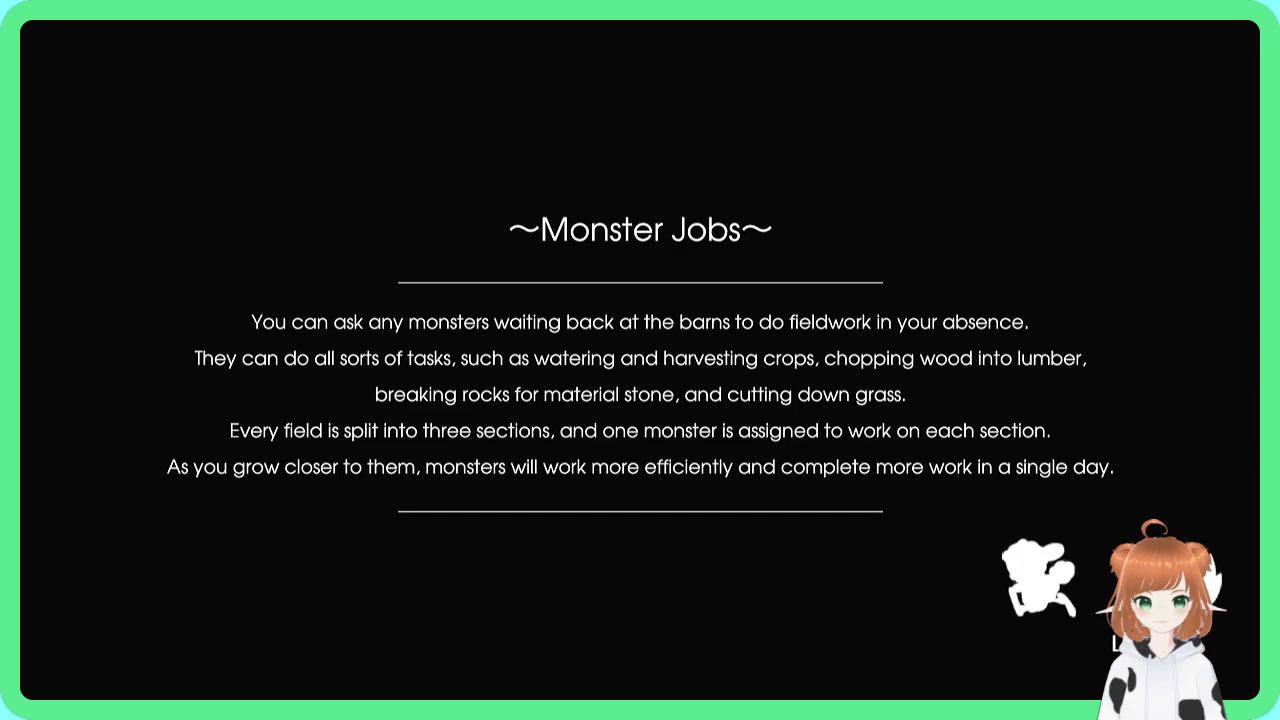 ～Monster Jobs～
You can ask any monsters waiting back at the barns to do fieldwork in your absence.
They can do all sorts of tasks, such as watering and harvesting crops, chopping wood into lumber,
breaking rocks for material stone, and cutting down grass.
Every field is split into three sections, and one monster is assigned to work on each section.
As you grow closer to them, monsters will work more efficiently and complete more work in a single day.